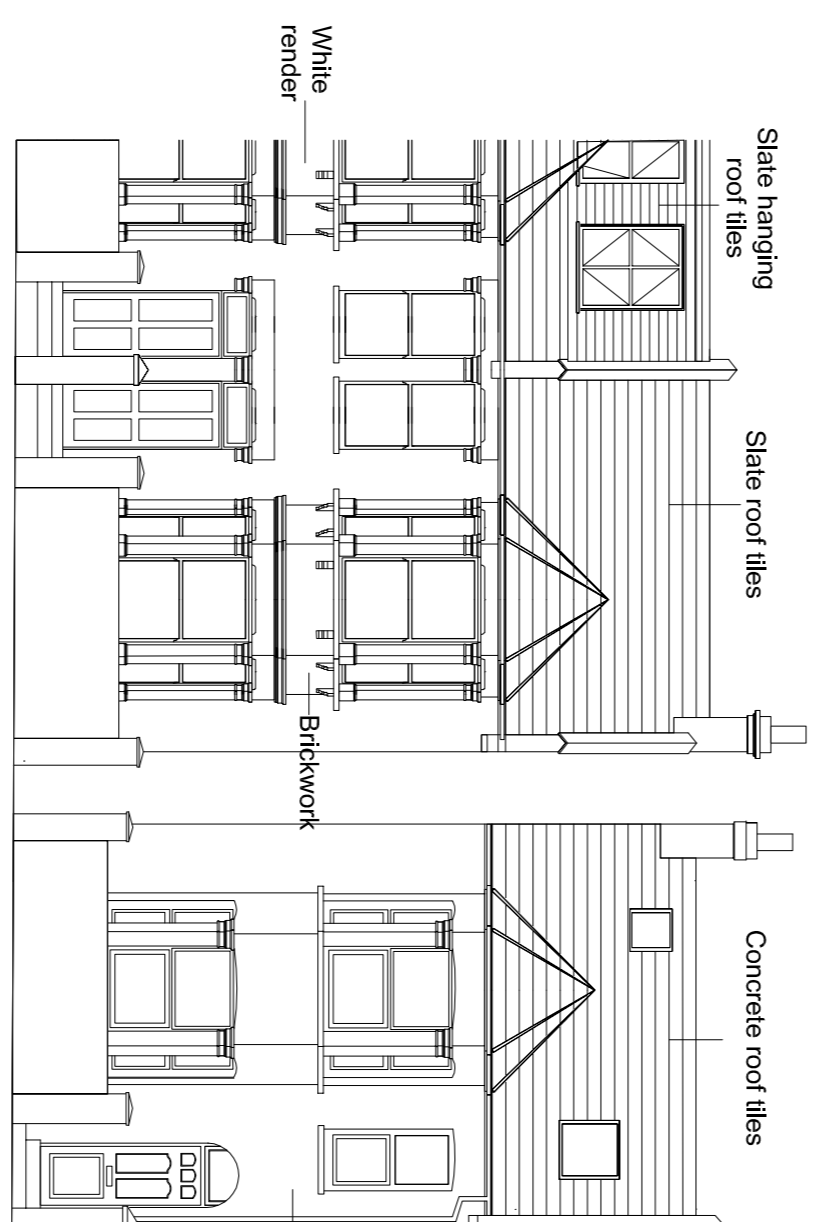 Slate hanging
roof tiles
Slate roof tiles
Concrete roof tiles
White
render
Brickwork